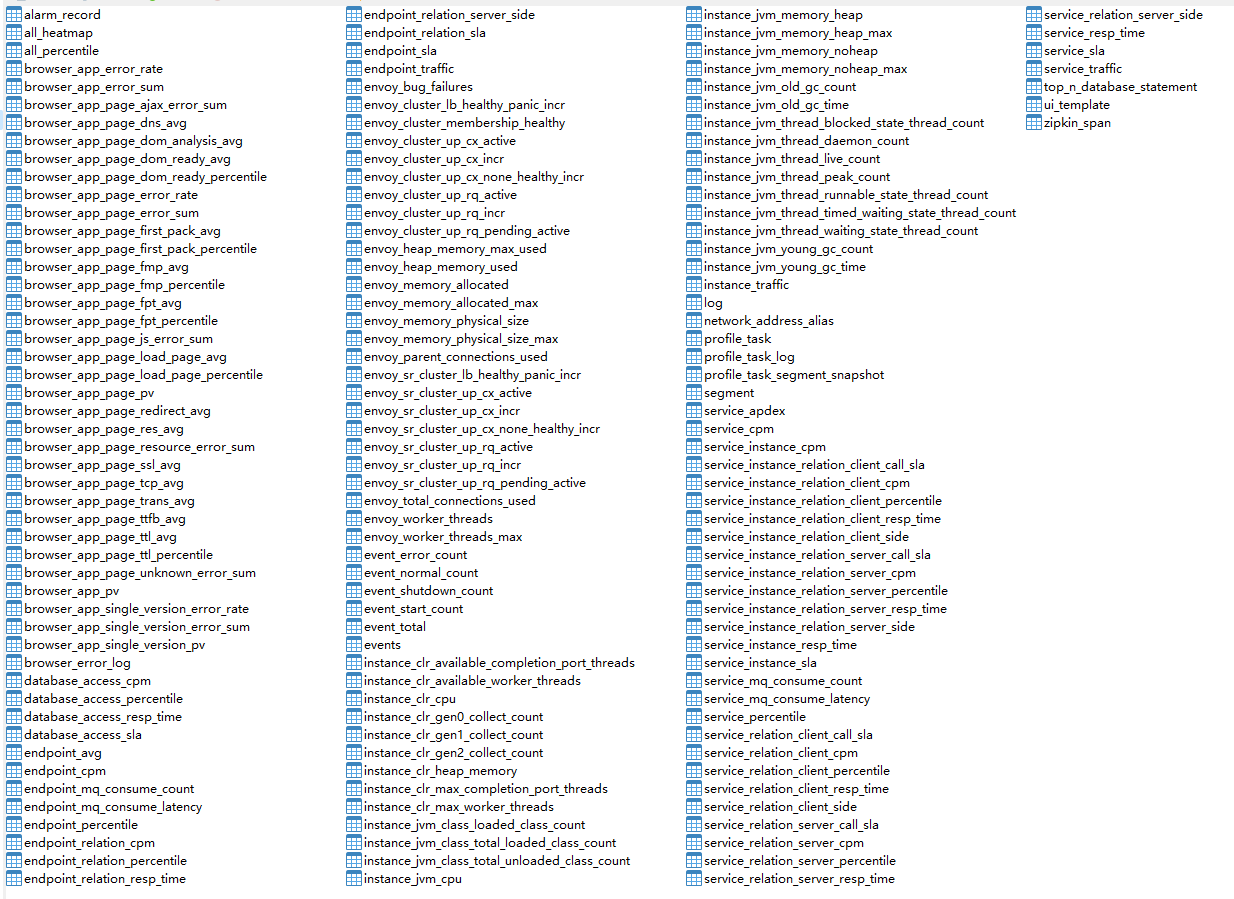 alarm_record
all_heatmap
all_percentile
browser_app_error_rate
browser_app_error_sum
browser_app_page_ajax_error_sum
browser_app_page_dns_avg
browser_app_page_dom_analysis_avg
browser_app_page_dom_ready_avg
browser_app_page_dom_ready_percentile
browser_app_page_error_rate
browser_app_page_error_sum
browser_app_page_first_pack_avg
browser_app_page_first_pack_percentile
browser_app_page_fmp_avg
browser_app_page_fmp_percentile
browser_app_page_fpt_avg
browser_app_page_fpt_percentile
browser_app_page_js_error_sum
browser_app_page_load_page_avg
browser_app_page_load_page_percentile
browser_app_page_pv
browser_app_page_redirect_avg
browser_app_page_res_avg
browser_app_page_resource_error_sum
browser_app_page_ssl_avg
browser_app_page_tcp_avg
browser_app_page_trans_avg
browser_app_page_ttfb_avg
browser_app_page_ttl_avg
browser_app_page_ttl_percentile
browser_app_page_unknown_error_sum
browser_app_pv
browser_app_single_version_error_rate
browser_app_single_version_error_sum
browser_app_single_version_pv
browser_error_log
database_access_cpm
database_access_percentile
database_access_resp_time
database_access_sla
endpoint_avg
endpoint_cpm
endpoint_mq_consume_count
endpoint_mq_consume_latency
endpoint_percentile
endpoint_relation_cpm
endpoint_relation_percentile
endpoint_relation_resp_time
endpoint_relation_server_side
endpoint_relation_sla
endpoint_sla
endpoint_traffic
envoy_bug_failures
envoy_cluster_lb_healthy_panic_incr
envoy_cluster_membership_healthy
envoy_cluster_up_cx_active
envoy_cluster_up_cx_incr
envoy_cluster_up_cx_none_healthy_incr
envoy_cluster_up_rq_active
envoy_cluster_up_rq_incr
envoy_cluster_up_rq_pending_active
envoy_heap_memory_max_used
envoy_heap_memory_used
envoy_memory_allocated
envoy_memory_allocated_max
envoy_memory_physical_size
envoy_memory_physical_size_max
envoy_parent_connections_used
envoy_sr_cluster_lb_healthy_panic_incr
envoy_sr_cluster_up_cx_active
envoy_sr_cluster_up_cx_incr
envoy_sr_cluster_up_cx_none_healthy_incr
envoy_sr_cluster_up_rq_active
envoy_sr_cluster_up_rq_incr
envoy_sr_cluster_up_rq_pending_active
envoy_total_connections_used
envoy_worker_threads
envoy_worker_threads_max
event_error_count
event_normal_count
event_shutdown_count
event_start_count
event_total
events
instance_clr_available_completion_port_threads
instance_clr_available_worker_threads
instance_clr_cpu
instance_clr_gen0_collect_count
instance_clr_gen1_collect_count
instance_clr_gen2_collect_count
instance_clr_heap_memory
instance_clr_max_completion_port_threads
instance_clr_max_worker_threads
instance_jvm_class_loaded_class_count
instance_jvm_class_total_loaded_class_count
instance_jvm_class_total_unloaded_class_count
instance_jvm_cpu
instance_jvm_memory_heap
instance_jvm_memory_heap_max
instance_jvm_memory_noheap
instance_jvm_memory_noheap_max
instance_jvm_old_gc_count
instance_jvm_old_gc_time
instance_jvm_thread_blocked_state_thread_count
instance_jvm_thread_daemon_count
instance_jvm_thread_live_count
instance_jvm_thread_peak_count
instance_jvm_thread_runnable_state_thread_count
instance_jvm_thread_timed_waiting_state_thread_count
instance_jvm_thread_waiting_state_thread_count
instance_jvm_young_gc_count
instance_jvm_young_gc_time
instance_traffic
log
network_address_alias
profile_task
profile_task_log
profile_task_segment_snapshot
segment
service_apdex
service_cpm
service_instance_cpm
service_instance_relation_client_call_sla
service_instance_relation_client_cpm
service_instance_relation_client_percentile
service_instance_relation_client_resp_time
service_instance_relation_client_side
service_instance_relation_server_call_sla
service_instance_relation_server_cpm
service_instance_relation_server_percentile
service_instance_relation_server_resp_time
service_instance_relation_server_side
service_instance_resp_time
service_instance_sla
service_mq_consume_count
service_mq_consume_latency
service_percentile
service_relation_client_call_sla
service_relation_client_cpm
service_relation_client_percentile
service_relation_client_resp_time
service_relation_client_side
service_relation_server_call_sla
service_relation_server_cpm
service_relation_server_percentile
service_relation_server_resp_time
service_relation_server_side
service_resp_time
service_sla
service_traffic
top_n_database_statement
ui_template
zipkin_span